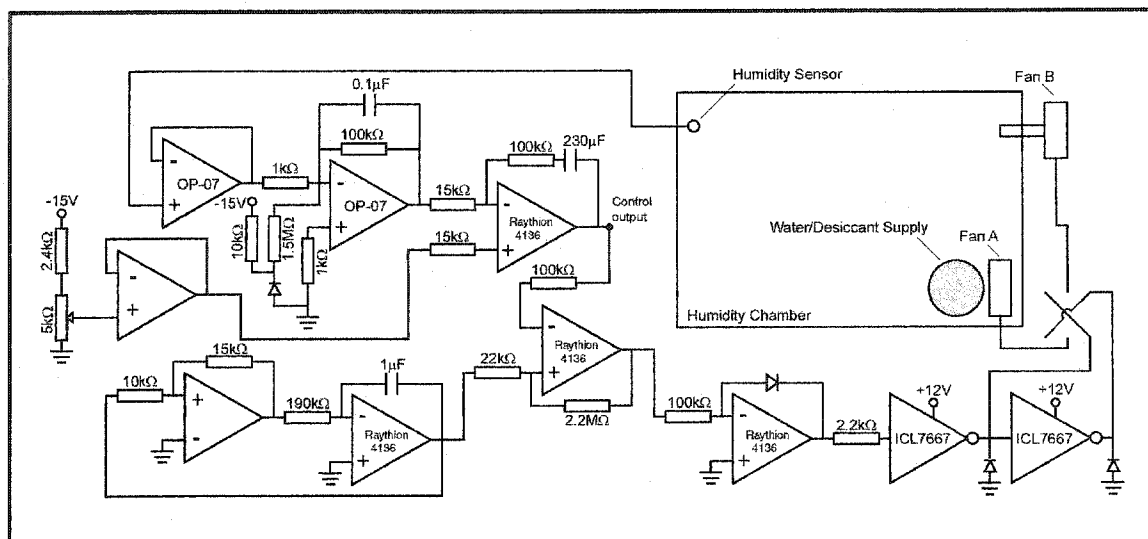 Humidity Sensor
Fan B
0.1µF
100kΩ
100kΩ
230µF
OP-07
1kΩ
-15V
OP-07
15kΩ
Raythion
4136
Control
output
-15V
2.4kΩ
10kΩ
1.5MΩ
1kΩ
15kΩ
5kΩ
100kΩ
Water/Desiccant Supply
Fan A
Humidity Chamber
15kΩ
10kΩ
190kΩ
1µF
Raythion
4136
22kΩ
Raythion
4136
2.2MΩ
100kΩ
Raythion
4136
2.2kΩ
+12V
ICL7667
+12V
ICL7667